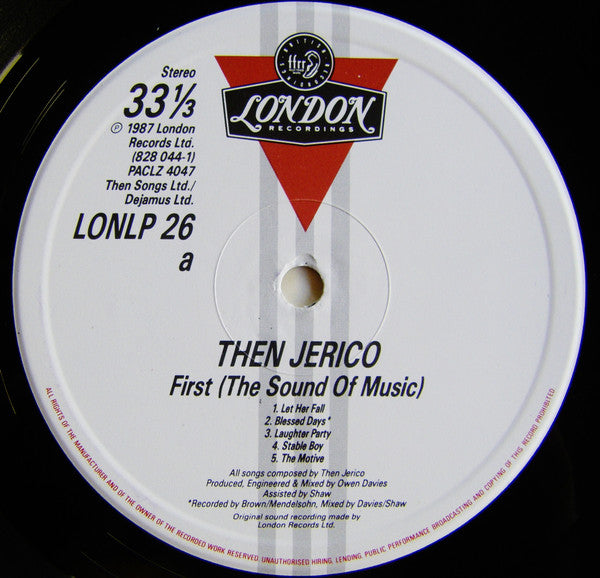 BRITISH RECORDINGS
ffrr
LONDON
RECORDINGS
Stereo
33⅓
Ⓟ 1987 London
Records Ltd.
(828 044-1)
PACLZ 4047
Then Songs Ltd./
Dejamus Ltd.
LONLP 26
a
THEN JERICO
First (The Sound Of Music)
1. Let Her Fall
2. Blessed Days*
3. Laughter Party
4. Stable Boy
5. The Motive
All songs composed by Then Jerico
Produced, Engineered & Mixed by Owen Davies
Assisted by Shaw
*Recorded by Brown/Mendelsohn, Mixed by Davies/Shaw
Original sound recording made by
London Records Ltd.
ALL RIGHTS OF THE MANUFACTURER AND OF THE OWNER OF THE RECORDED WORK RESERVED. UNAUTHORISED HIRING, LENDING, PUBLIC PERFORMANCE BROADCASTING AND COPYING OF THIS RECORD PROHIBITED